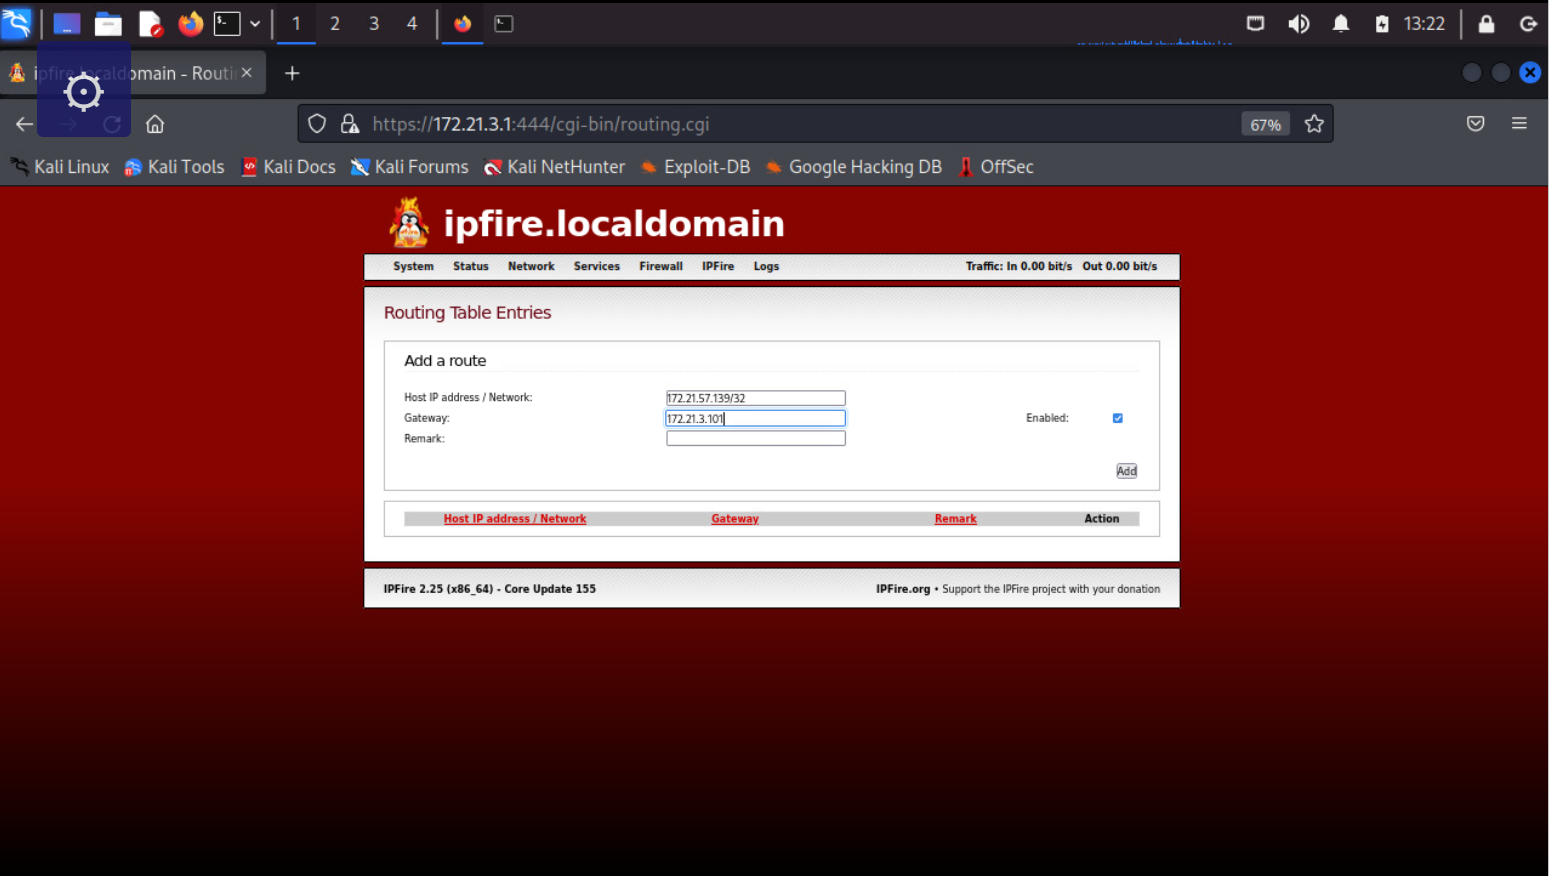 1 2 3 4 13:22
ipfire.localdomain - Routi
https://172.21.3.1:444/cgi-bin/routing.cgi 67%
Kali Linux Kali Tools Kali Docs Kali Forums Kali NetHunter Exploit-DB Google Hacking DB OffSec
ipfire.localdomain
System Status Network Services Firewall IPFire Logs Traffic: In 0.00 bit/s Out 0.00 bit/s
Routing Table Entries
Add a route
Host IP address / Network: 172.21.57.139/32
Gateway: 172.21.3.101 Enabled:
Remark:
Add
Host IP address / Network Gateway Remark Action
IPFire 2.25 (x86_64) - Core Update 155 IPFire.org • Support the IPFire project with your donation